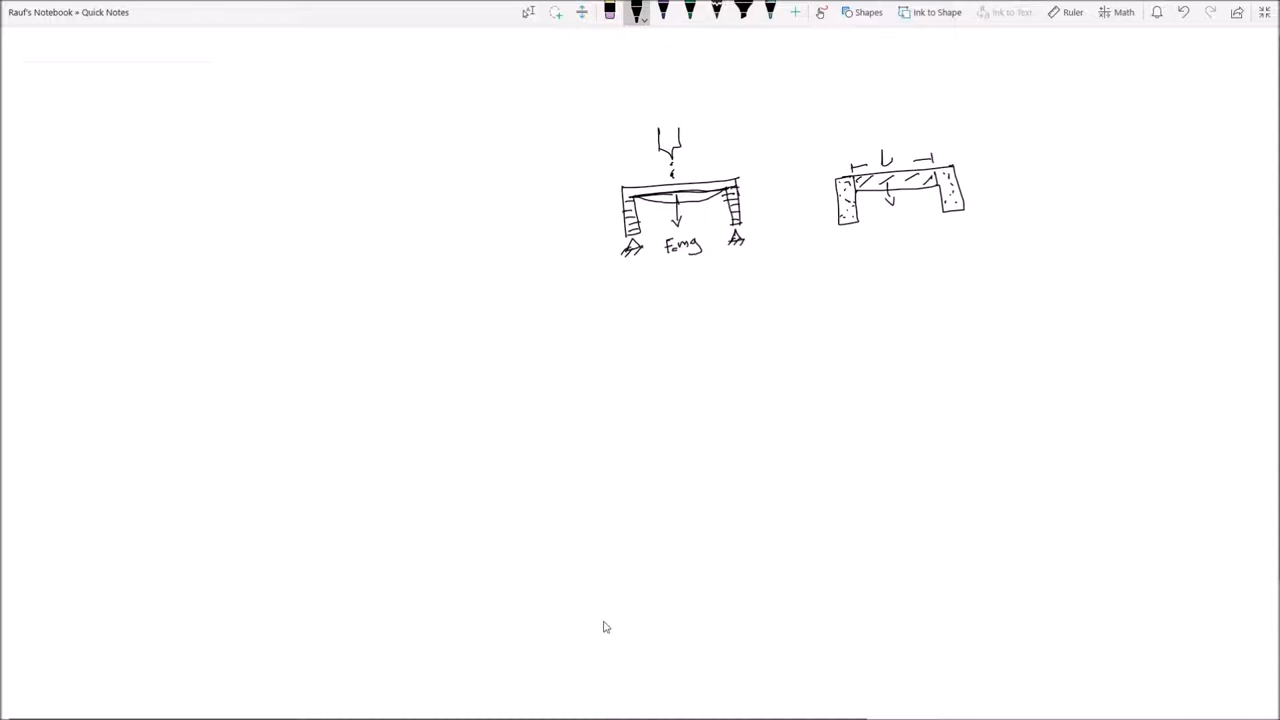 Rauf's Notebook » Quick Notes
Shapes
Ink to Shape
Ink to Text
Ruler
Math
L
F=mg